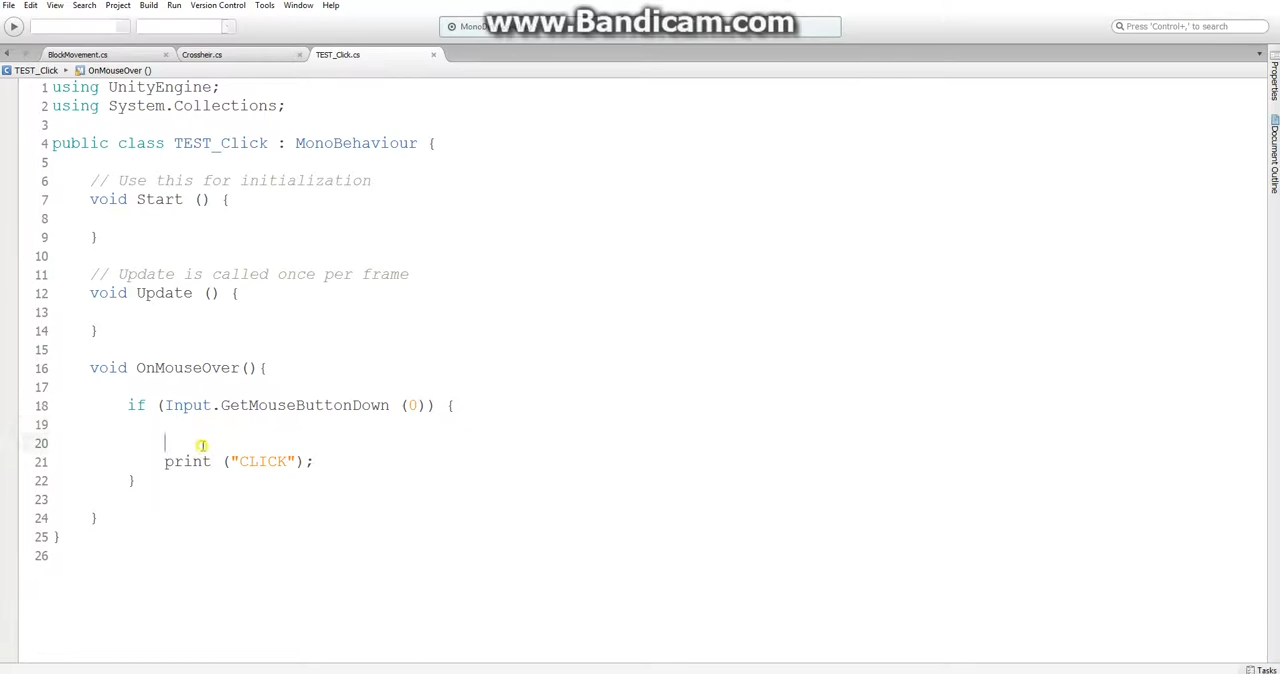 File Edit View Search Project Build Run Version Control Tools Window Help
www.Bandicam.com
Press 'Control+,' to search
BlockMovement.cs × Crossheir.cs × TEST_Click.cs ×
TEST_Click ▸ OnMouseOver ()
1 using UnityEngine;
2 using System.Collections;
3
4 public class TEST_Click : MonoBehaviour {
5
6 // Use this for initialization
7 void Start () {
8
9 }
10
11 // Update is called once per frame
12 void Update () {
13
14 }
15
16 void OnMouseOver(){
17
18 if (Input.GetMouseButtonDown (0)) {
19
20
21 print ("CLICK");
22 }
23
24 }
25 }
26
Properties
Document Outline
Tasks